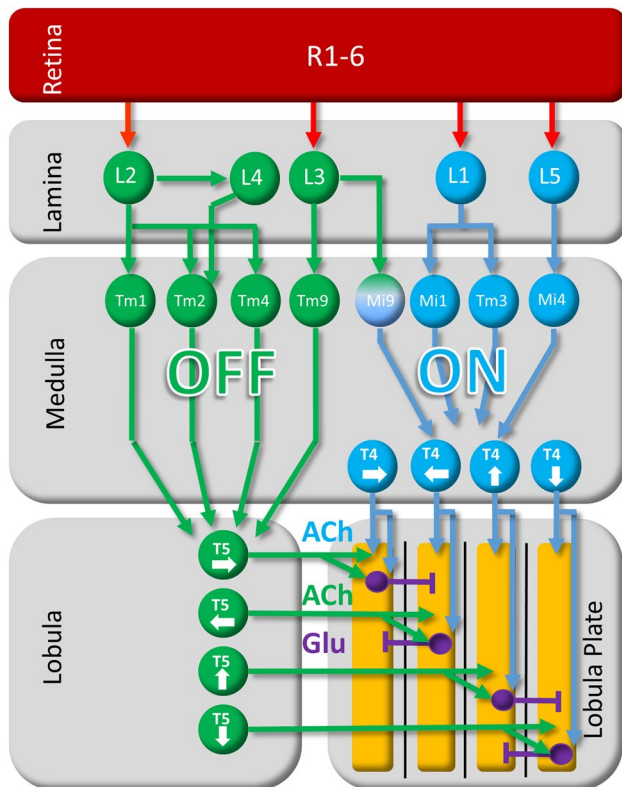 Retina
R1-6
Lamina
L2
L4
L3
L1
L5
Medulla
Tm1
Tm2
Tm4
Tm9
Mi9
Mi1
Tm3
Mi4
OFF
ON
T4
T4
T4
T4
Lobula
T5
T5
T5
T5
ACh
ACh
Glu
Lobula Plate